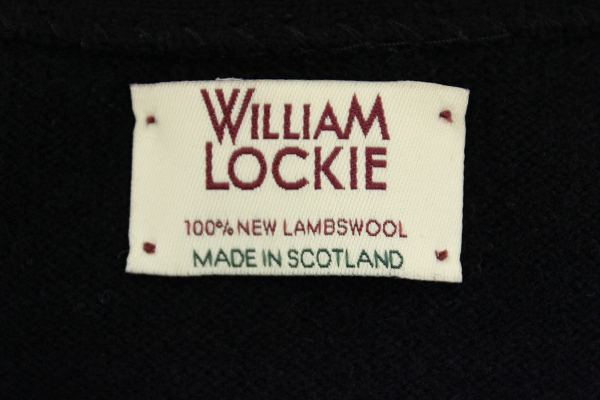 WILLIAM
LOCKIE
100% NEW LAMBSWOOL
MADE IN SCOTLAND